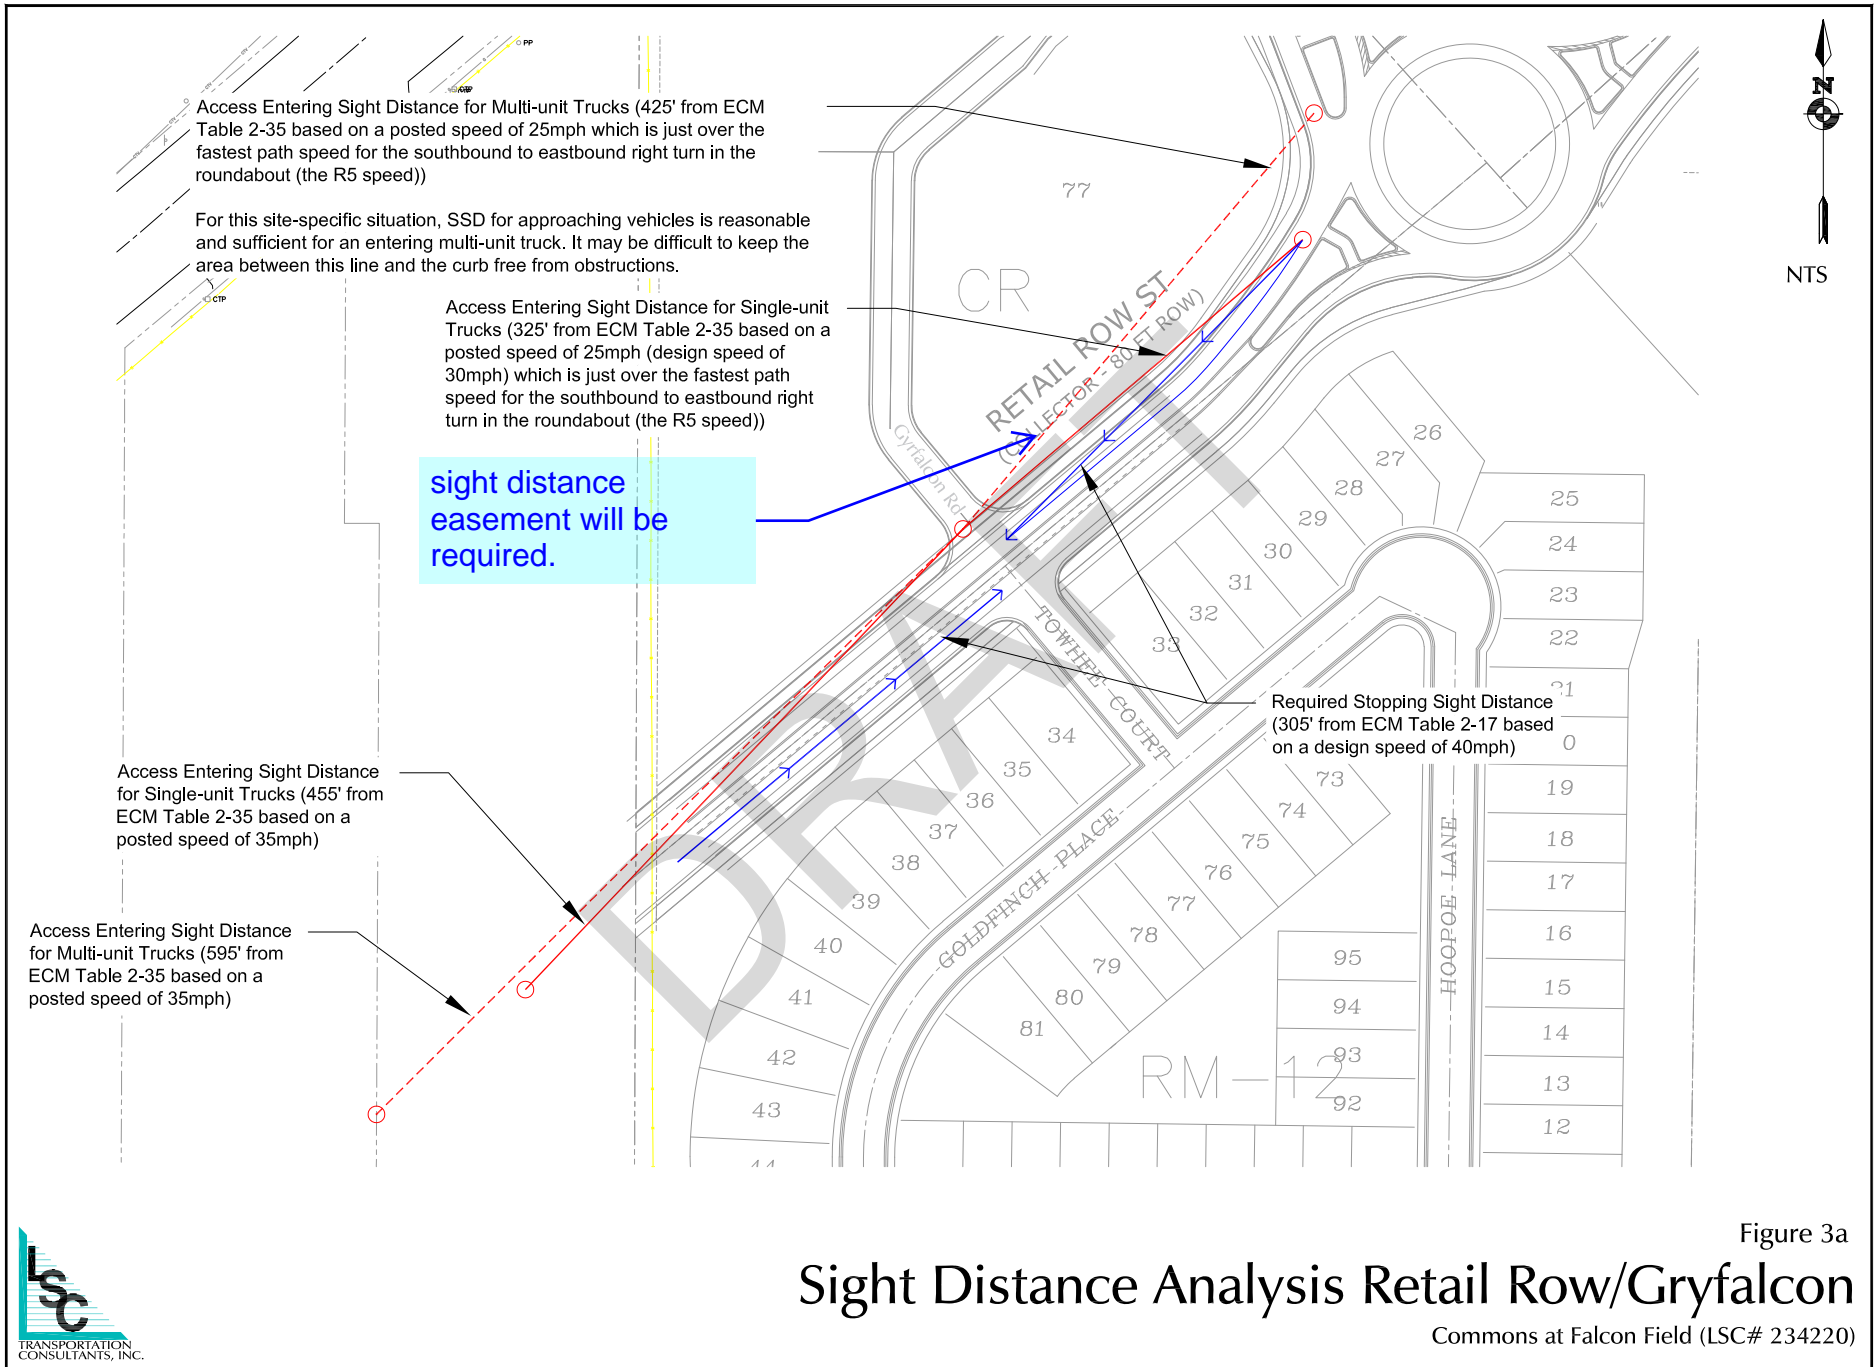 PP
Access Entering Sight Distance for Multi-unit Trucks (425' from ECM
Table 2-35 based on a posted speed of 25mph which is just over the
fastest path speed for the southbound to eastbound right turn in the
roundabout (the R5 speed))
For this site-specific situation, SSD for approaching vehicles is reasonable
and sufficient for an entering multi-unit truck. It may be difficult to keep the
area between this line and the curb free from obstructions.
CTP
Access Entering Sight Distance for Single-unit
Trucks (325' from ECM Table 2-35 based on a
posted speed of 25mph (design speed of
30mph) which is just over the fastest path
speed for the southbound to eastbound right
turn in the roundabout (the R5 speed))
sight distance
easement will be
required.
N
NTS
77
CR
RETAIL ROW ST
(COLLECTOR - 80 FT ROW)
Gyrfalcon Rd
DRAFT
26
27
28
29
30
31
32
33
TOWHEE COURT
34
35
36
37
38
39
40
41
42
43
44
GOLDFINCH PLACE
73
74
75
76
77
78
79
80
81
RM-12
95
94
93
92
HOOPOE LANE
25
24
23
22
21
0
19
18
17
16
15
14
13
12
Required Stopping Sight Distance
(305' from ECM Table 2-17 based
on a design speed of 40mph)
Access Entering Sight Distance
for Single-unit Trucks (455' from
ECM Table 2-35 based on a
posted speed of 35mph)
Access Entering Sight Distance
for Multi-unit Trucks (595' from
ECM Table 2-35 based on a
posted speed of 35mph)
Figure 3a
Sight Distance Analysis Retail Row/Gryfalcon
Commons at Falcon Field (LSC# 234220)
LSC
TRANSPORTATION
CONSULTANTS, INC.